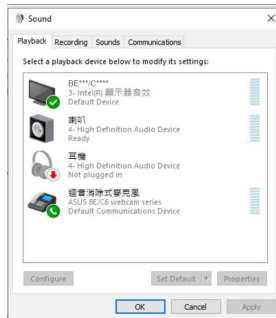 Sound
Playback
Recording
Sounds
Communications
Select a playback device below to modify its settings:
BE***/C****
3- Intel(R) 顯示器音效
Default Device
喇叭
4- High Definition Audio Device
Ready
耳機
4- High Definition Audio Device
Not plugged in
迴音消除式麥克風
ASUS BE/C6 webcam series
Default Communications Device
Configure
Set Default
Properties
OK
Cancel
Apply